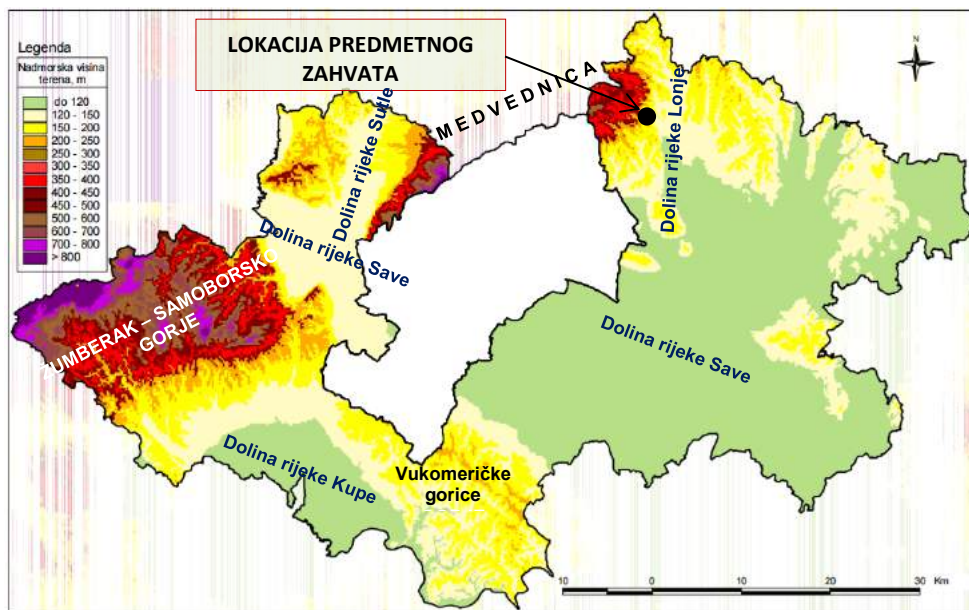 LOKACIJA PREDMETNOG
ZAHVATA
N
Legenda
Nadmorska visina
terena, m
do 120
120 - 150
150 - 200
200 - 250
250 - 300
300 - 350
350 - 400
400 - 450
450 - 500
500 - 600
600 - 700
700 - 800
> 800
MEDVEDNICA
Dolina rijeke Sutle
Dolina rijeke Lonje
Dolina rijeke Save
ŽUMBERAK – SAMOBORSKO
GORJE
Dolina rijeke Save
Dolina rijeke Kupe
Vukomeričke
gorice
10 0 10 20 30 Km